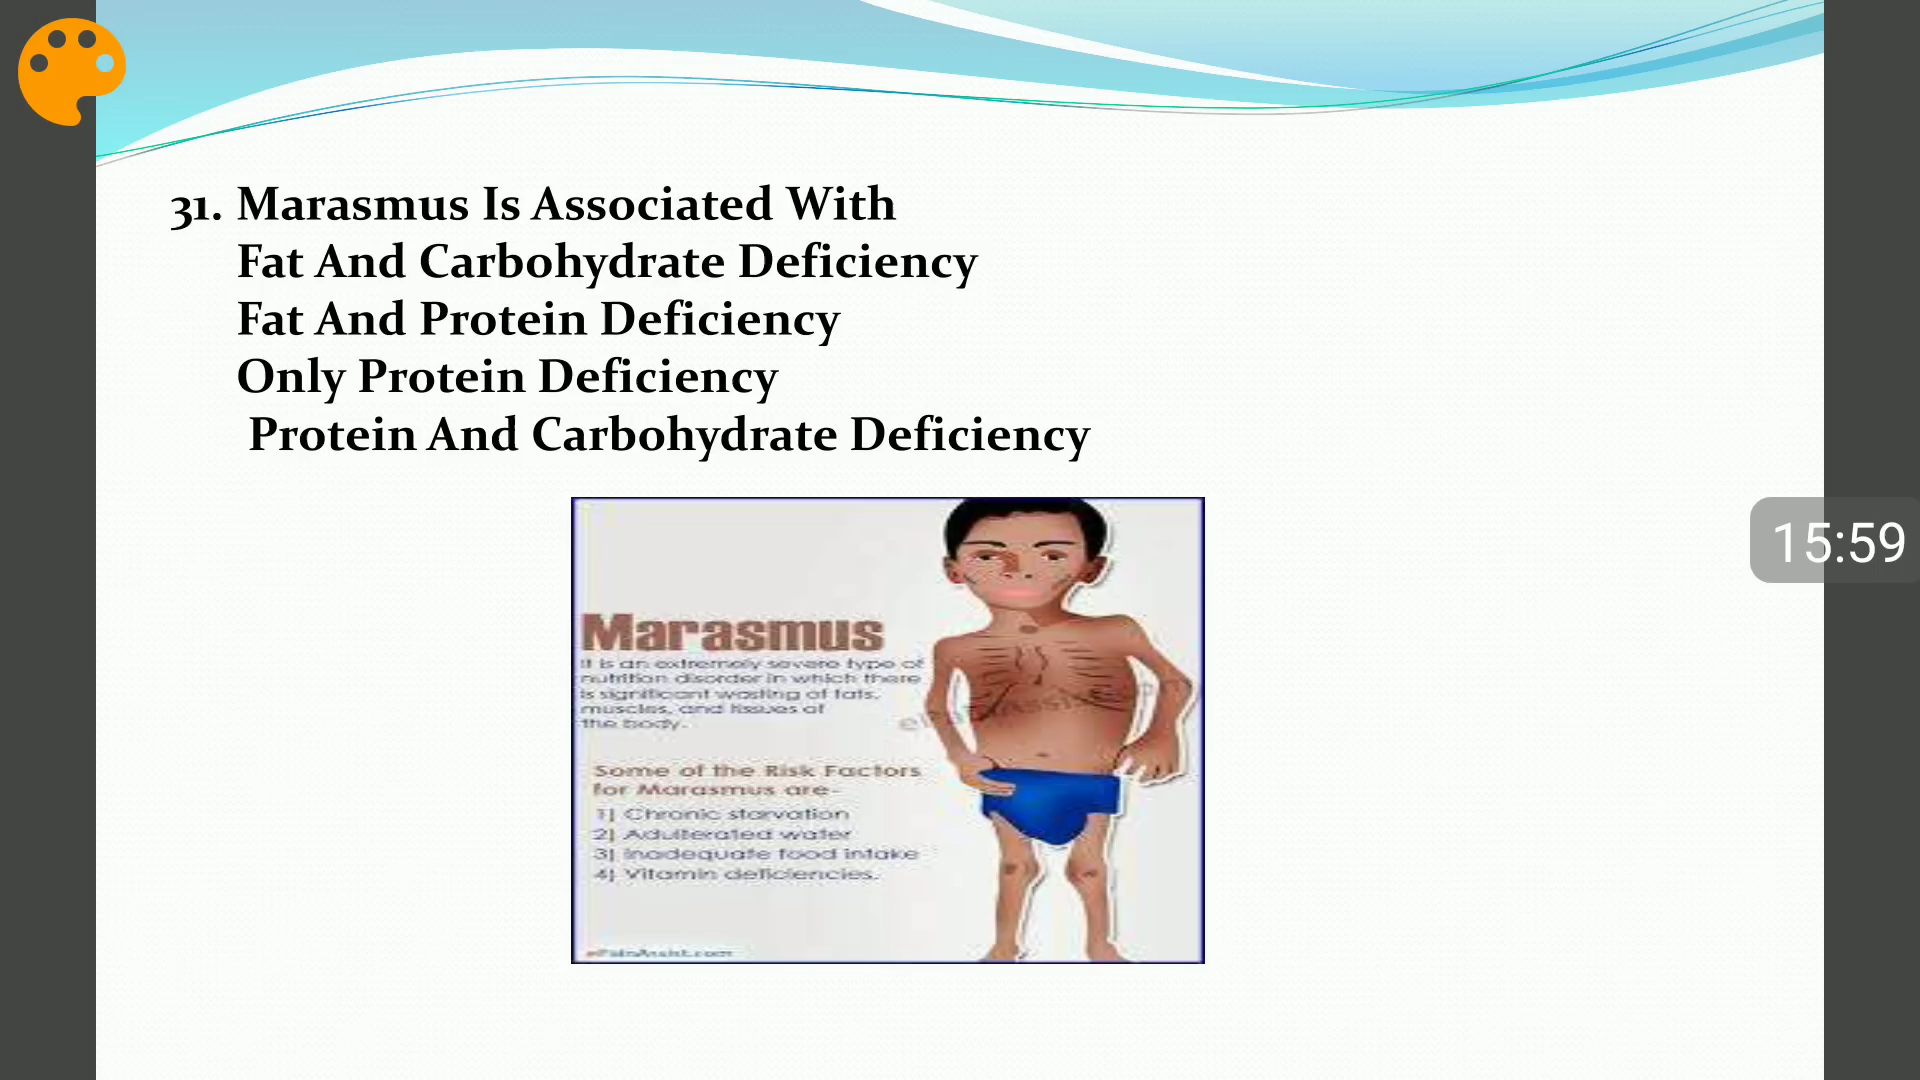 31. Marasmus Is Associated With
Fat And Carbohydrate Deficiency
Fat And Protein Deficiency
Only Protein Deficiency
Protein And Carbohydrate Deficiency
15:59
Marasmus
It is an extremely severe type of
nutrition disorder in which there
is significant wasting of fats,
muscles, and tissues of
the body.
Some of the Risk Factors
for Marasmus are-
1) Chronic starvation
2) Adulterated water
3) Inadequate food intake
4) Vitamin deficiencies.
ePainAssist.com